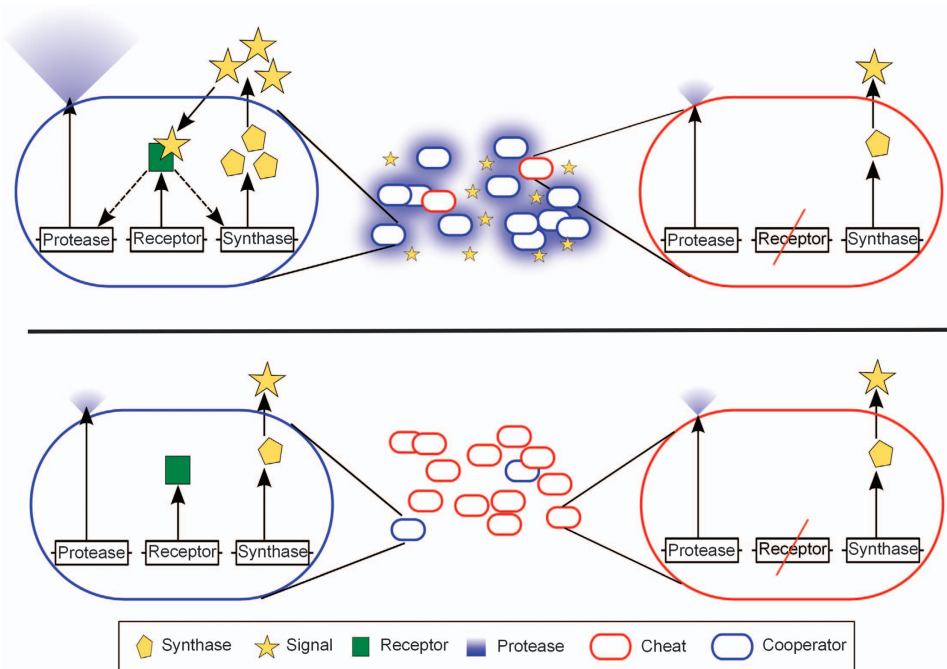 Protease Receptor Synthase
Protease Receptor Synthase
Protease Receptor Synthase
Protease Receptor Synthase
Synthase Signal Receptor Protease Cheat Cooperator